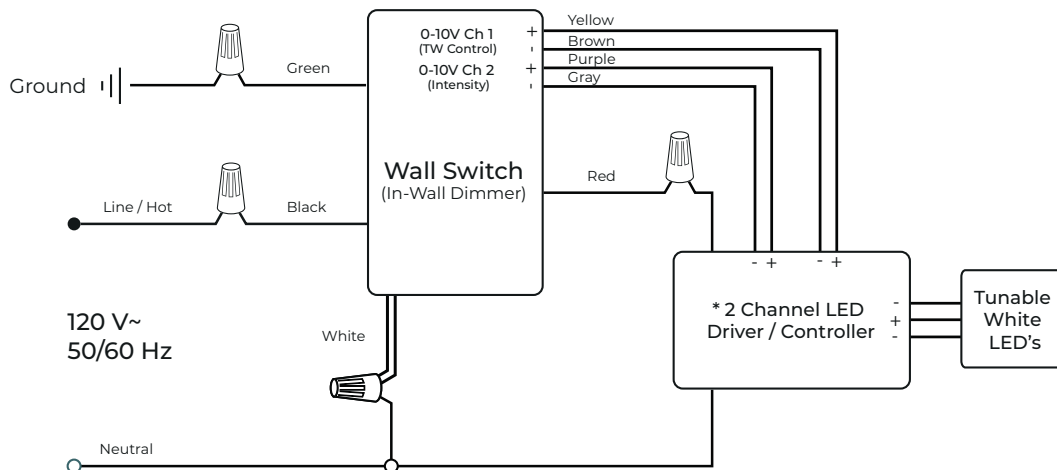 0-10V Ch 1
(TW Control)
0-10V Ch 2
(Intensity)
+
-
+
-
Yellow
Brown
Purple
Gray
Ground
Green
Wall Switch
(In-Wall Dimmer)
Red
Line / Hot
Black
- +
- +
* 2 Channel LED
Driver / Controller
-
+
-
Tunable
White
LED's
120 V~
50/60 Hz
White
Neutral